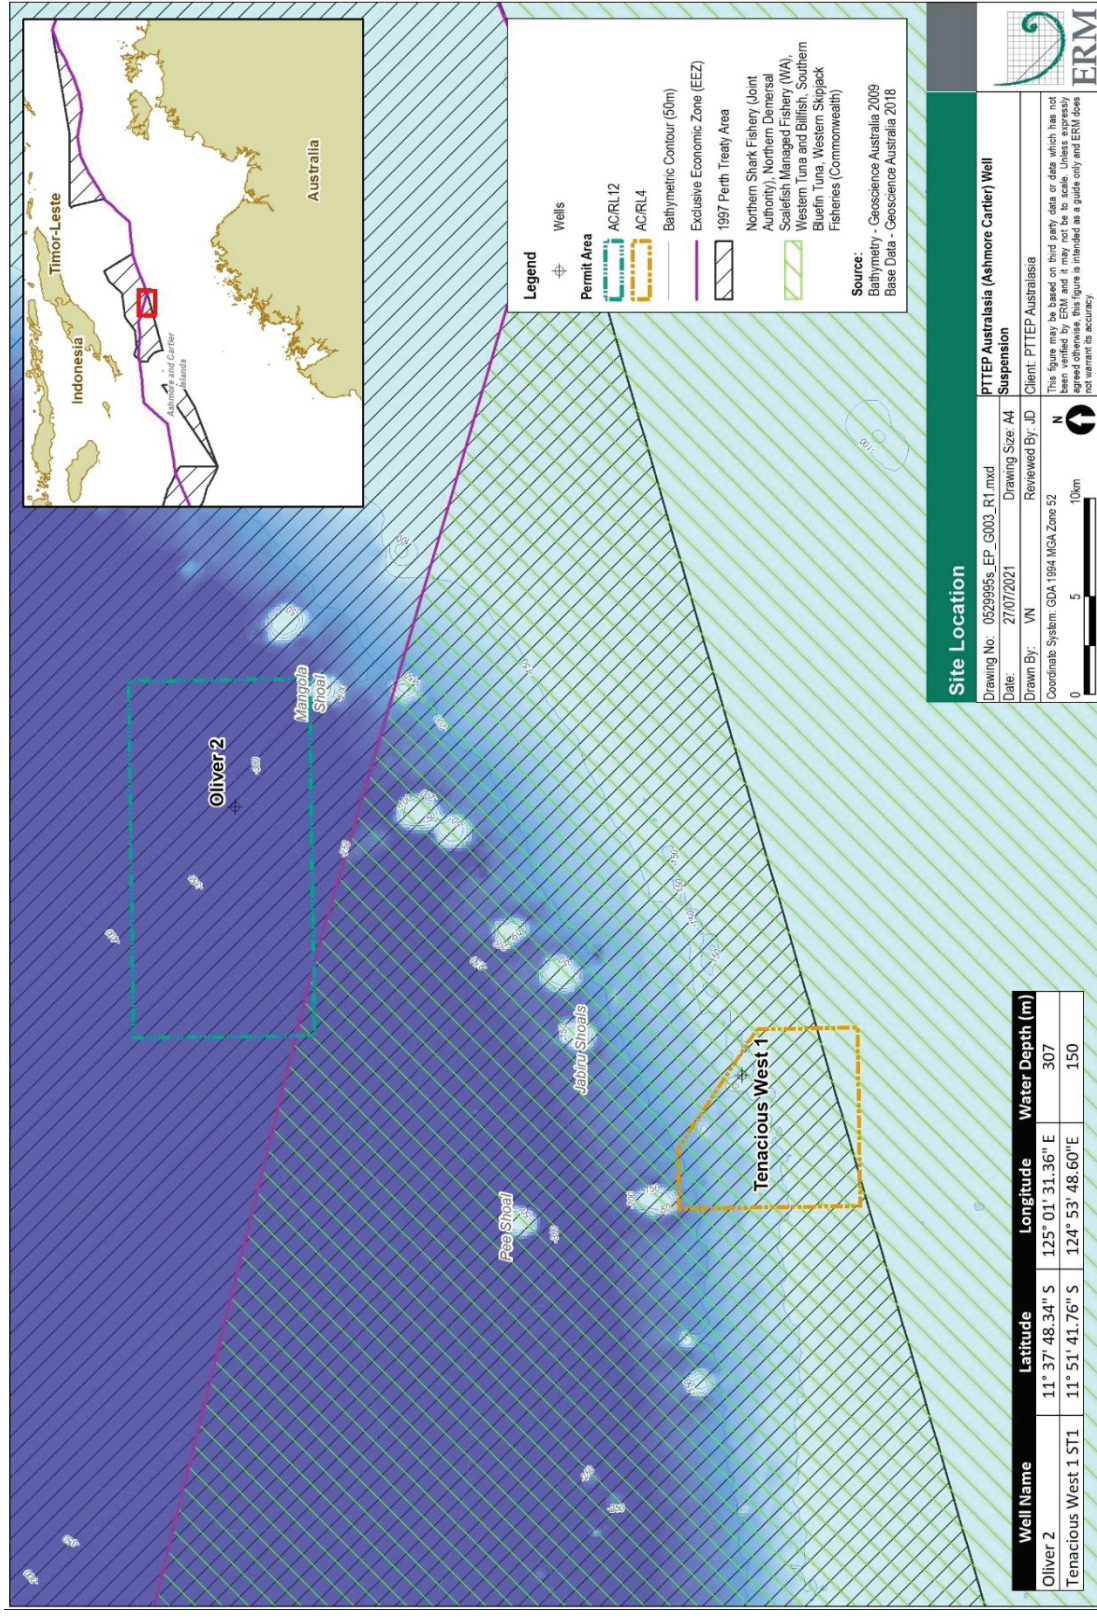 Timor-Leste
Indonesia
Ashmore and Cartier
Islands
Australia
Oliver 2
-300
-100
Mangola
Shoal
Jabiru Shoals
Pee Shoal
Tenacious West 1
-150
-100
Legend
Wells
Permit Area
AC/RL12
AC/RL4
Bathymetric Contour (50m)
Exclusive Economic Zone (EEZ)
1997 Perth Treaty Area
Northern Shark Fishery (Joint
Authority), Northern Demersal
Scalefish Managed Fishery (WA),
Western Tuna and Billfish, Southern
Bluefin Tuna, Western Skipjack
Fisheries (Commonwealth)
Source:
Bathymetry - Geoscience Australia 2009
Base Data - Geoscience Australia 2018
Well Name Latitude Longitude Water Depth (m)
Oliver 2 11° 37' 48.34" S 125° 01' 31.36" E 307
Tenacious West 1 ST1 11° 51' 41.76" S 124° 53' 48.60"E 150
Site Location
Drawing No: 0529995s_EP_G003_R1.mxd
Date: 27/07/2021 Drawing Size: A4
Drawn By: VN Reviewed By: JD
Coordinate System: GDA 1994 MGA Zone 52
0 5 10km
N
PTTEP Australasia (Ashmore Cartier) Well
Suspension
Client: PTTEP Australasia
This figure may be based on third party data or data which has not
been verified by ERM and it may not be to scale. Unless expressly
agreed otherwise, this figure is intended as a guide only and ERM does
not warrant its accuracy.
ERM